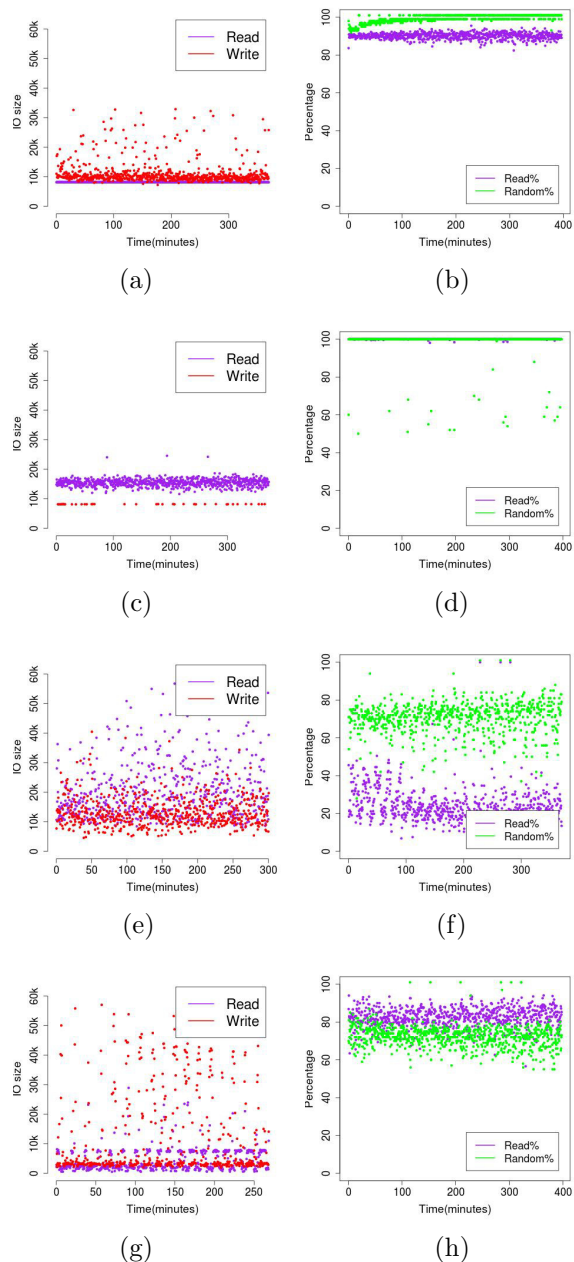 IO size
0 10k 20k 30k 40k 50k 60k
Read
Write
0 100 200 300
Time(minutes)
(a)
Percentage
0 20 40 60 80 100
Read%
Random%
0 100 200 300 400
Time(minutes)
(b)
IO size
0 10k 20k 30k 40k 50k 60k
Read
Write
0 100 200 300
Time(minutes)
(c)
Percentage
0 20 40 60 80 100
Read%
Random%
0 100 200 300 400
Time(minutes)
(d)
IO size
0 10k 20k 30k 40k 50k 60k
Read
Write
0 50 100 150 200 250 300
Time(minutes)
(e)
Percentage
0 20 40 60 80 100
Read%
Random%
0 100 200 300
Time(minutes)
(f)
IO size
0 10k 20k 30k 40k 50k 60k
Read
Write
0 50 100 150 200 250
Time(minutes)
(g)
Percentage
0 20 40 60 80 100
Read%
Random%
0 100 200 300 400
Time(minutes)
(h)